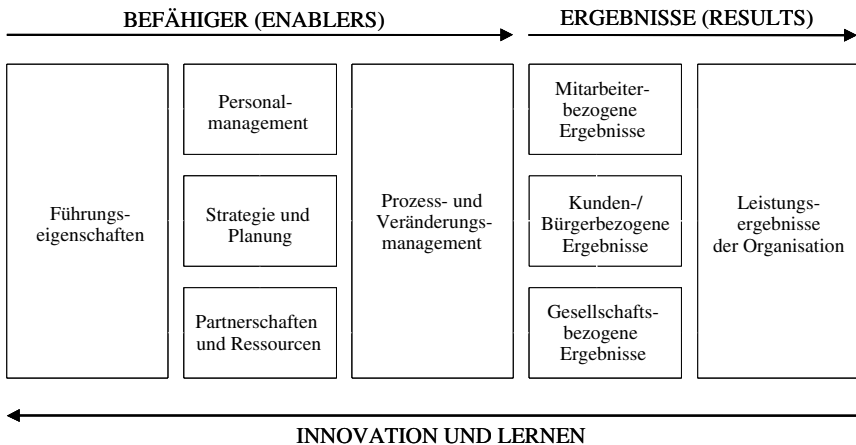 BEFÄHIGER (ENABLERS)
ERGEBNISSE (RESULTS)
Führungs-
eigenschaften
Personal-
management
Strategie und
Planung
Partnerschaften
und Ressourcen
Prozess- und
Veränderungs-
management
Mitarbeiter-
bezogene
Ergebnisse
Kunden-/
Bürgerbezogene
Ergebnisse
Gesellschafts-
bezogene
Ergebnisse
Leistungs-
ergebnisse
der Organisation
INNOVATION UND LERNEN